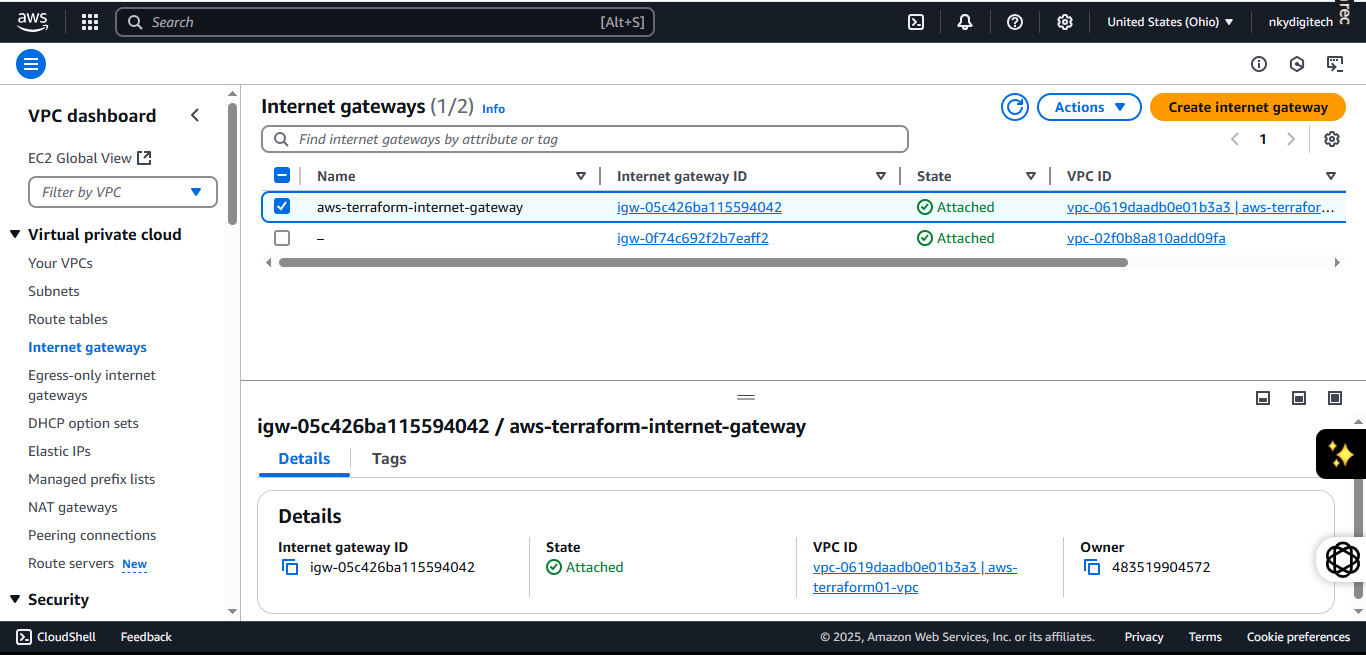 aws
Search [Alt+S]
United States (Ohio)
nkydigitech
rec
VPC dashboard
EC2 Global View
Filter by VPC
Virtual private cloud
Your VPCs
Subnets
Route tables
Internet gateways
Egress-only internet
gateways
DHCP option sets
Elastic IPs
Managed prefix lists
NAT gateways
Peering connections
Route servers New
Security
Internet gateways (1/2) Info
Actions
Create internet gateway
Find internet gateways by attribute or tag
1
Name Internet gateway ID State VPC ID
aws-terraform-internet-gateway igw-05c426ba115594042 Attached vpc-0619daadb0e01b3a3 | aws-terrafor...
– igw-0f74c692f2b7eaff2 Attached vpc-02f0b8a810add09fa
igw-05c426ba115594042 / aws-terraform-internet-gateway
Details Tags
Details
Internet gateway ID
igw-05c426ba115594042
State
Attached
VPC ID
vpc-0619daadb0e01b3a3 | aws-
terraform01-vpc
Owner
483519904572
CloudShell Feedback © 2025, Amazon Web Services, Inc. or its affiliates. Privacy Terms Cookie preferences